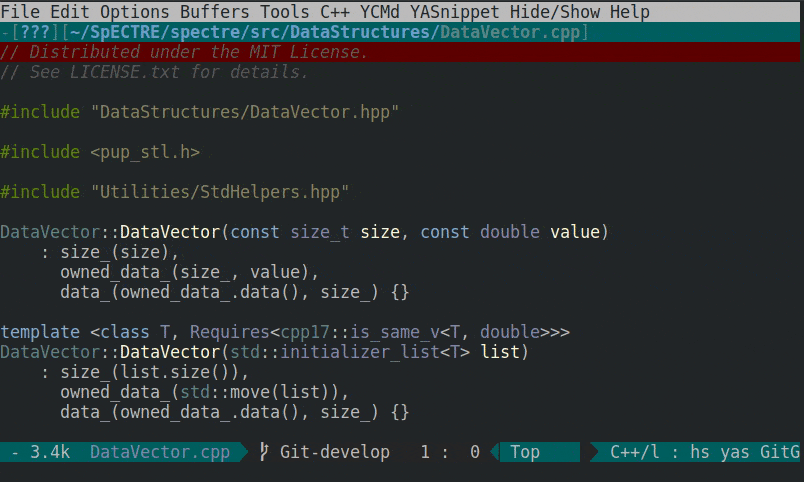 File Edit Options Buffers Tools C++ YCMd YASnippet Hide/Show Help
-[???][~/SpECTRE/spectre/src/DataStructures/DataVector.cpp]
// Distributed under the MIT License.
// See LICENSE.txt for details.
#include "DataStructures/DataVector.hpp"
#include <pup_stl.h>
#include "Utilities/StdHelpers.hpp"
DataVector::DataVector(const size_t size, const double value)
    : size_(size),
      owned_data_(size_, value),
      data_(owned_data_.data(), size_) {}
template <class T, Requires<cpp17::is_same_v<T, double>>>
DataVector::DataVector(std::initializer_list<T> list)
    : size_(list.size()),
      owned_data_(std::move(list)),
      data_(owned_data_.data(), size_) {}
- 3.4k DataVector.cpp Git-develop 1 : 0 Top C++/l : hs yas GitG